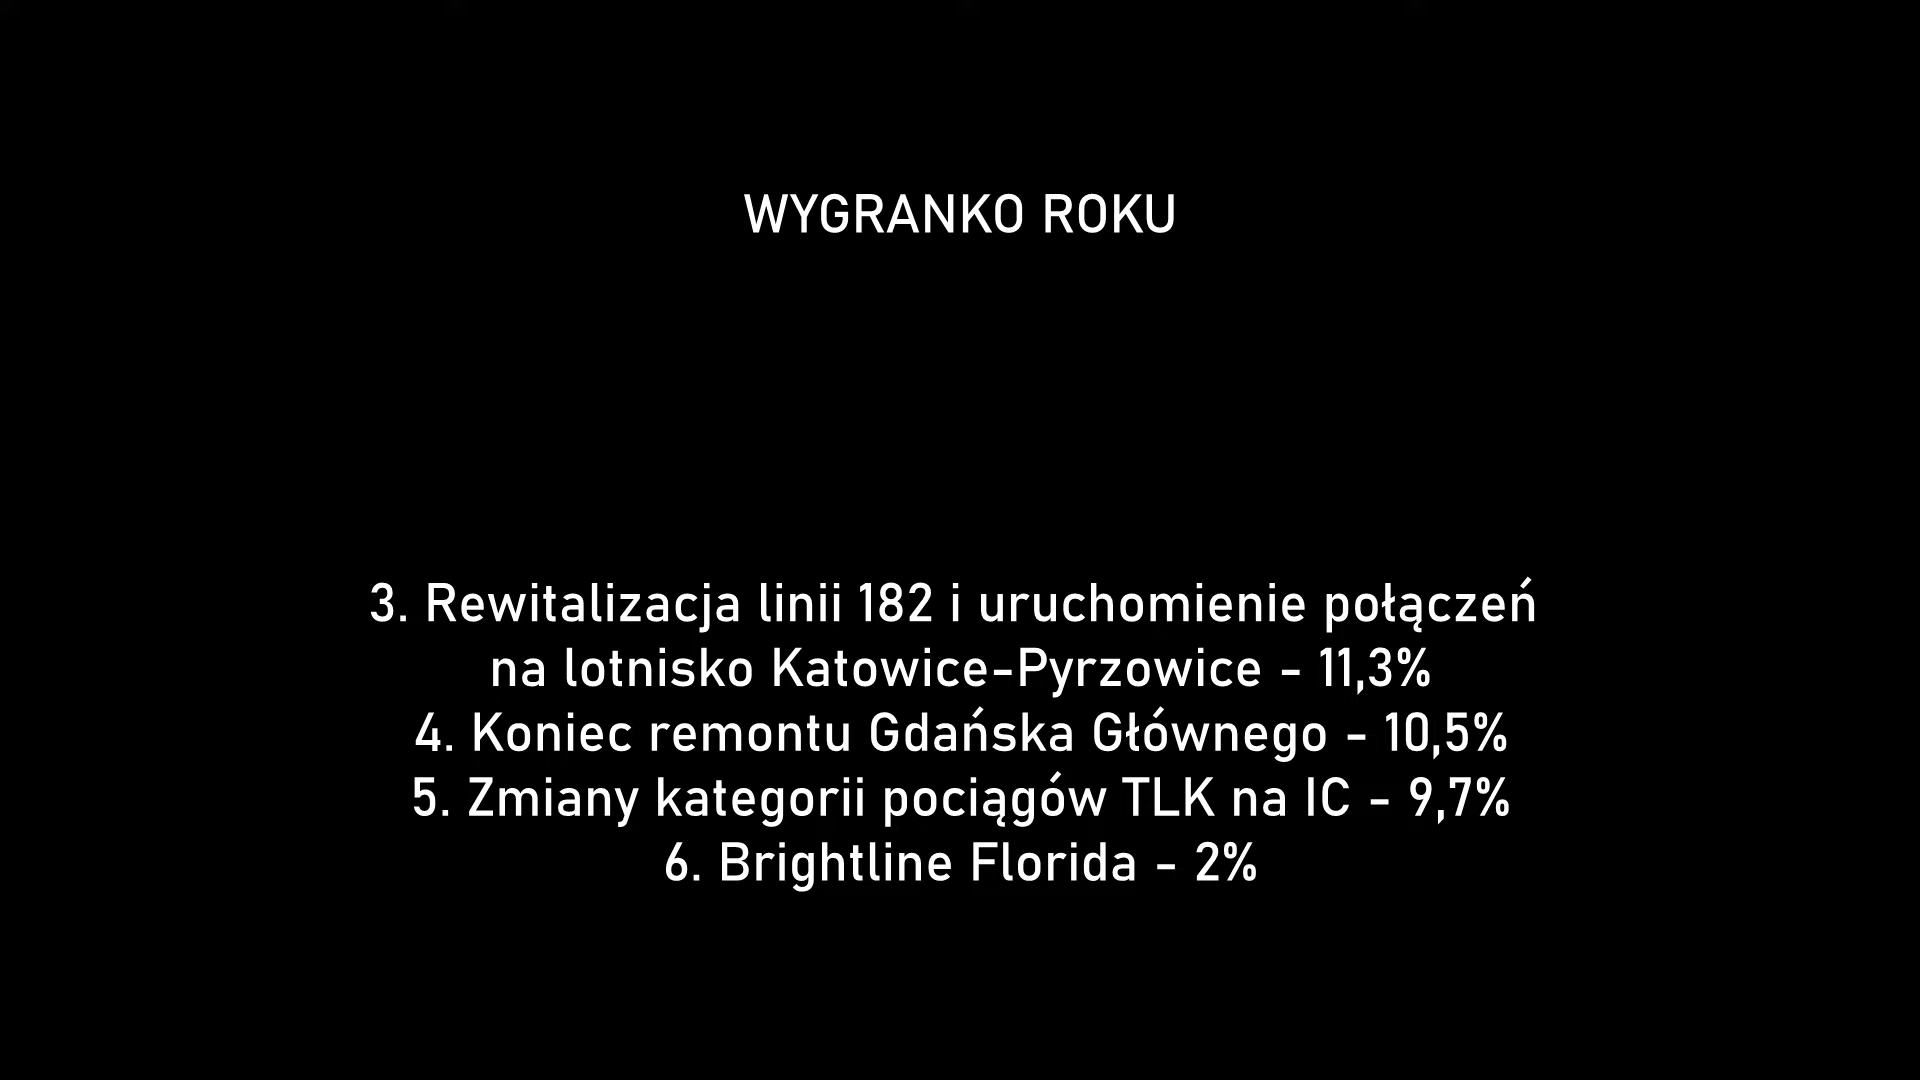 WYGRANKO ROKU
3. Rewitalizacja linii 182 i uruchomienie połączeń
na lotnisko Katowice-Pyrzowice - 11,3%
4. Koniec remontu Gdańska Głównego - 10,5%
5. Zmiany kategorii pociągów TLK na IC - 9,7%
6. Brightline Florida - 2%